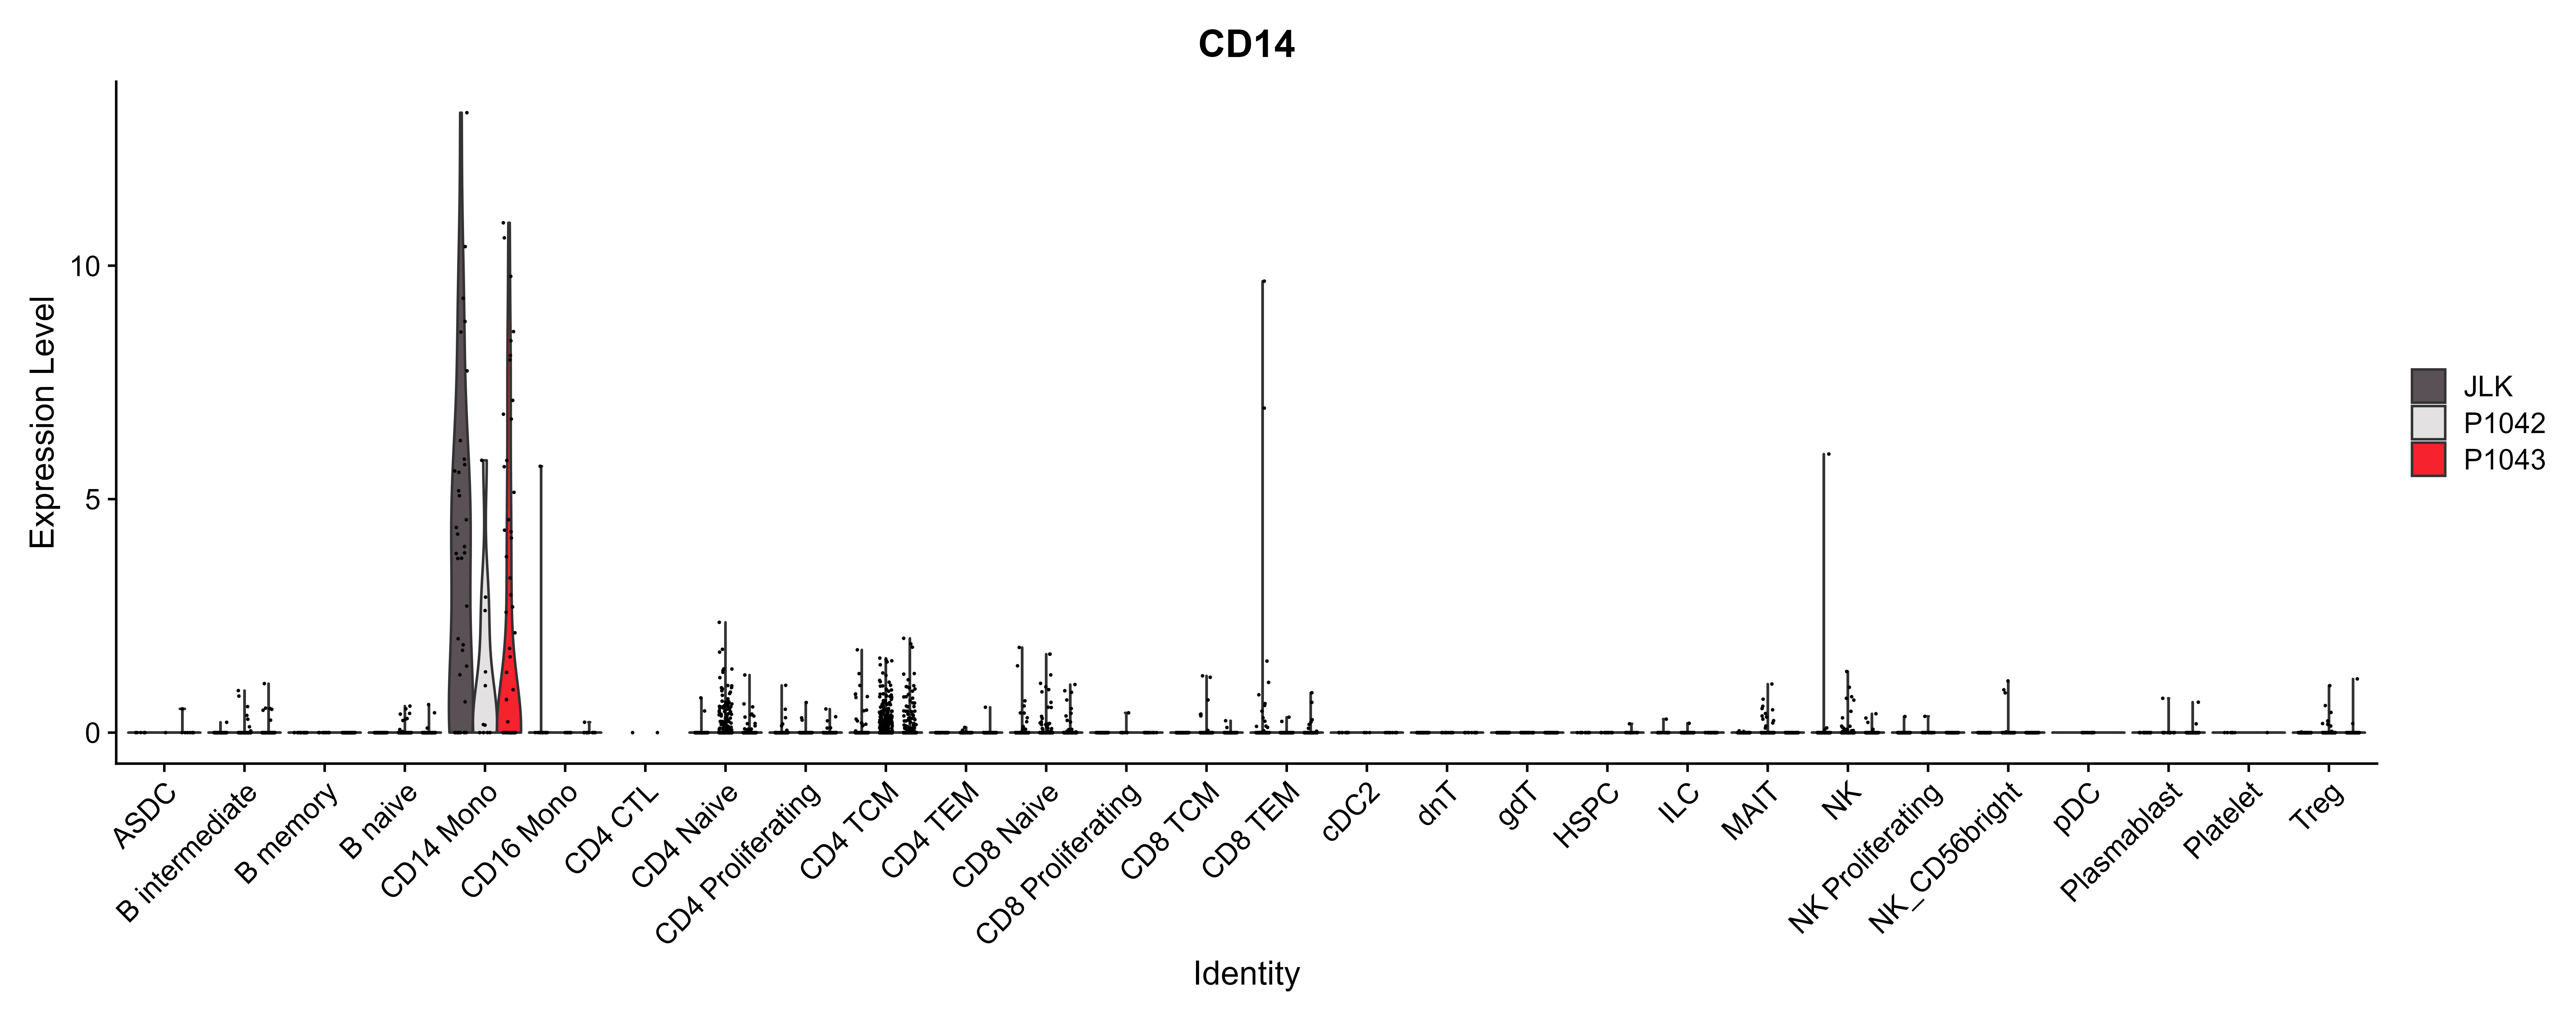 CD14
Expression Level
10
5
0
JLK
P1042
P1043
ASDC
B intermediate
B memory
B naive
CD14 Mono
CD16 Mono
CD4 CTL
CD4 Naive
CD4 Proliferating
CD4 TCM
CD4 TEM
CD8 Naive
CD8 Proliferating
CD8 TCM
CD8 TEM
cDC2
dnT
gdT
HSPC
ILC
MAIT
NK
NK Proliferating
NK_CD56bright
pDC
Plasmablast
Platelet
Treg
Identity